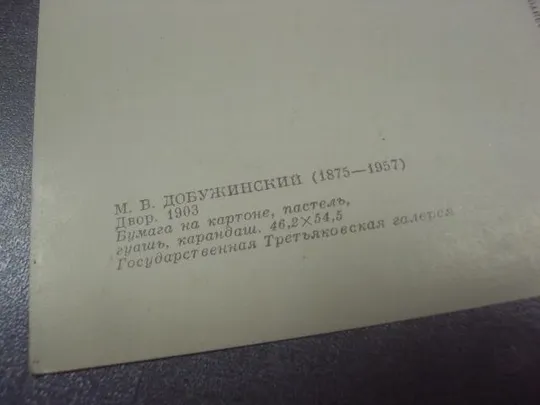 М. В. ДОБУЖИНСКИЙ (1875—1957)
Двор. 1903
Бумага на картоне, пастель,
гуашь, карандаш. 46,2×54,5
Государственная Третьяковская галерея